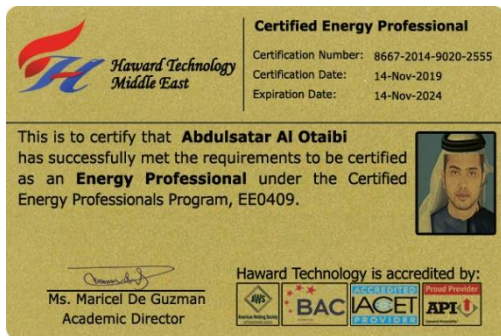 Haward Technology
Middle East
Certified Energy Professional
Certification Number: 8667-2014-9020-2555
Certification Date: 14-Nov-2019
Expiration Date: 14-Nov-2024
This is to certify that Abdulsatar Al Otaibi
has successfully met the requirements to be certified
as an Energy Professional under the Certified
Energy Professionals Program, EE0409.
Ms. Maricel De Guzman
Academic Director
Haward Technology is accredited by:
AWS
American Welding Society
BAC
ACCREDITED
IACET
PROVIDER
Proud Provider
API